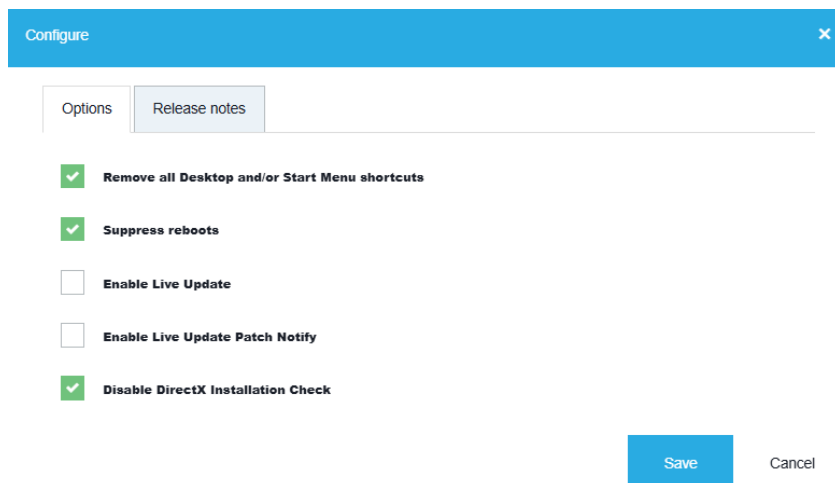 Configure
Options
Release notes
Remove all Desktop and/or Start Menu shortcuts
Suppress reboots
Enable Live Update
Enable Live Update Patch Notify
Disable DirectX Installation Check
Save
Cancel